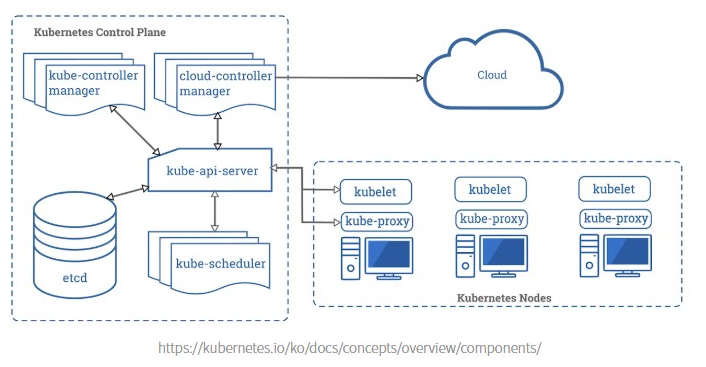 Kubernetes Control Plane
kube-controller
manager
cloud-controller
manager
Cloud
kube-api-server
etcd
kube-scheduler
kubelet
kubelet
kubelet
kube-proxy
kube-proxy
kube-proxy
Kubernetes Nodes
https://kubernetes.io/ko/docs/concepts/overview/components/